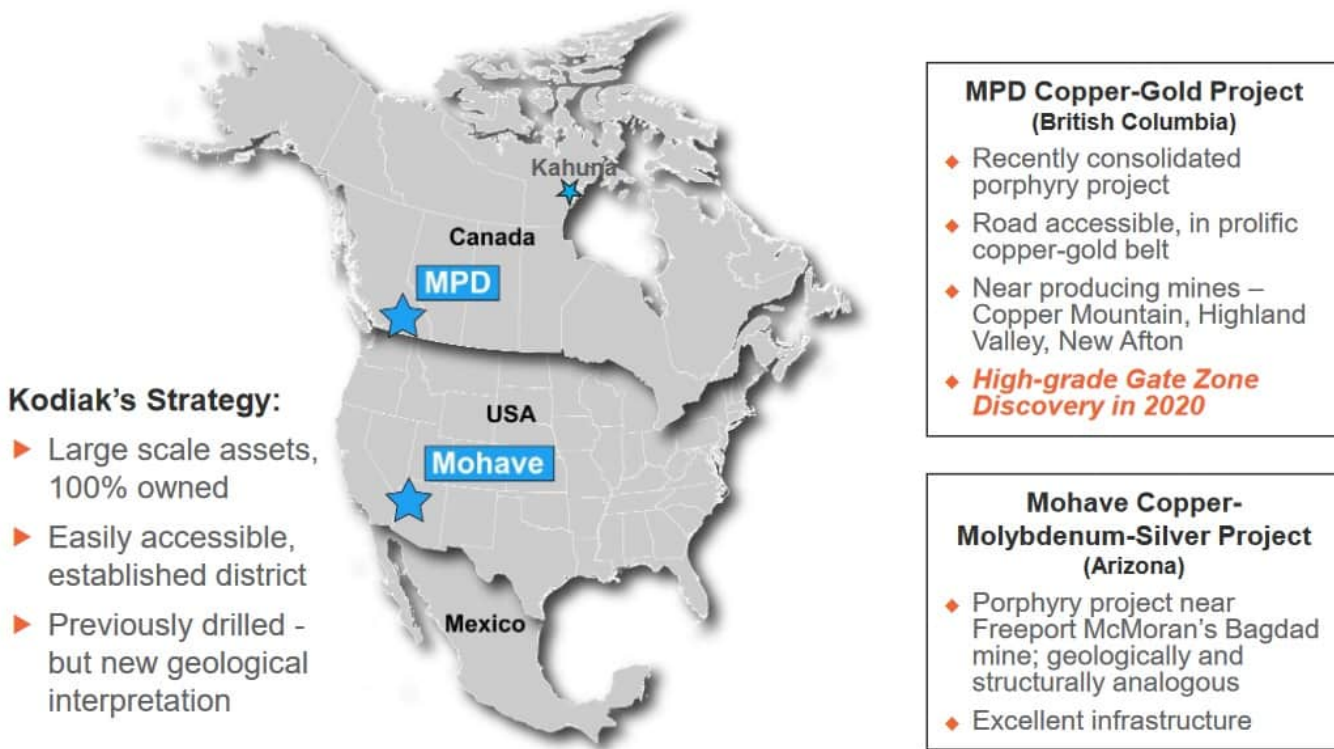 Kahuna
Canada
MPD
USA
Mohave
Mexico
Kodiak's Strategy:
Large scale assets,
100% owned
Easily accessible,
established district
Previously drilled -
but new geological
interpretation
MPD Copper-Gold Project
(British Columbia)
Recently consolidated
porphyry project
Road accessible, in prolific
copper-gold belt
Near producing mines –
Copper Mountain, Highland
Valley, New Afton
High-grade Gate Zone
Discovery in 2020
Mohave Copper-
Molybdenum-Silver Project
(Arizona)
Porphyry project near
Freeport McMoran's Bagdad
mine; geologically and
structurally analogous
Excellent infrastructure